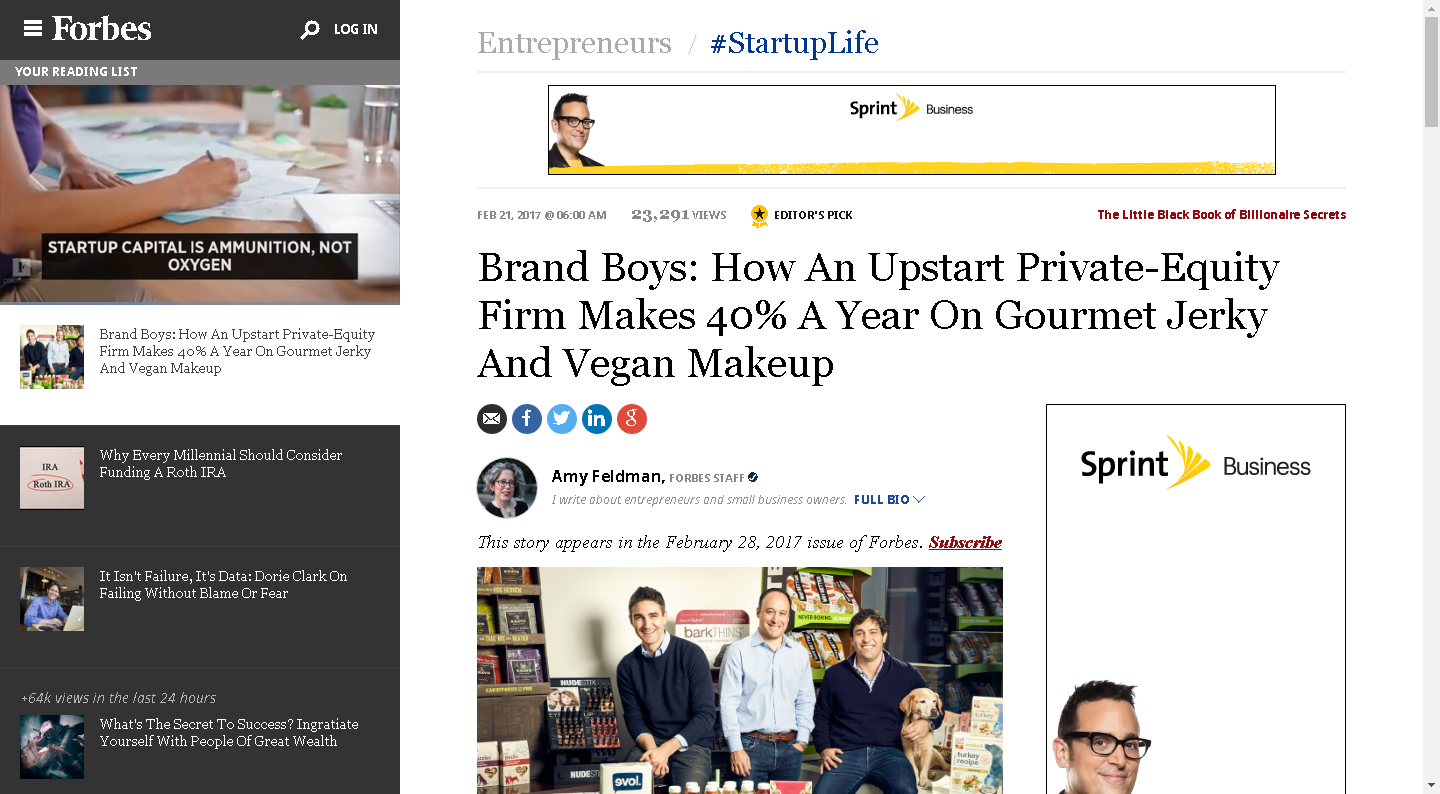 Forbes
LOG IN
YOUR READING LIST
STARTUP CAPITAL IS AMMUNITION, NOT
OXYGEN
Brand Boys: How An Upstart Private-Equity
Firm Makes 40% A Year On Gourmet Jerky
And Vegan Makeup
IRA
Roth IRA
Why Every Millennial Should Consider
Funding A Roth IRA
It Isn't Failure, It's Data: Dorie Clark On
Failing Without Blame Or Fear
+64k views in the last 24 hours
What's The Secret To Success? Ingratiate
Yourself With People Of Great Wealth
Entrepreneurs / #StartupLife
Sprint Business
FEB 21, 2017 @ 06:00 AM 23,291 VIEWS EDITOR'S PICK The Little Black Book of Billionaire Secrets
Brand Boys: How An Upstart Private-Equity
Firm Makes 40% A Year On Gourmet Jerky
And Vegan Makeup
Amy Feldman, FORBES STAFF
I write about entrepreneurs and small business owners. FULL BIO
This story appears in the February 28, 2017 issue of Forbes. Subscribe
barkTHINS
NUDESTIX
NUDESTIX
evol.
turkey
recipe
Sprint Business